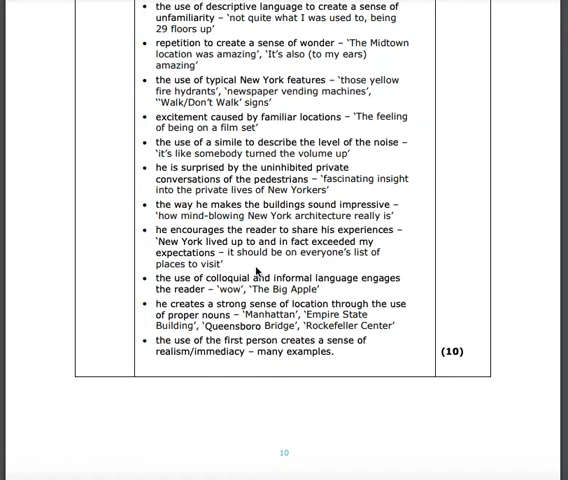 • the use of descriptive language to create a sense of
unfamiliarity – ‘not quite what I was used to, being
29 floors up’
• repetition to create a sense of wonder – ‘The Midtown
location was amazing’, ‘It’s also (to my ears)
amazing’
• the use of typical New York features – ‘those yellow
fire hydrants’, ‘newspaper vending machines’,
‘‘Walk/Don’t Walk’ signs’
• excitement caused by familiar locations – ‘The feeling
of being on a film set’
• the use of a simile to describe the level of the noise –
‘it’s like somebody turned the volume up’
• he is surprised by the uninhibited private
conversations of the pedestrians – ‘fascinating insight
into the private lives of New Yorkers’
• the way he makes the buildings sound impressive –
‘how mind-blowing New York architecture really is’
• he encourages the reader to share his experiences –
‘New York lived up to and in fact exceeded my
expectations – it should be on everyone’s list of
places to visit’
• the use of colloquial and informal language engages
the reader – ‘wow’, ‘The Big Apple’
• he creates a strong sense of location through the use
of proper nouns – ‘Manhattan’, ‘Empire State
Building’, ‘Queensboro Bridge’, ‘Rockefeller Center’
• the use of the first person creates a sense of
realism/immediacy – many examples.
(10)
10